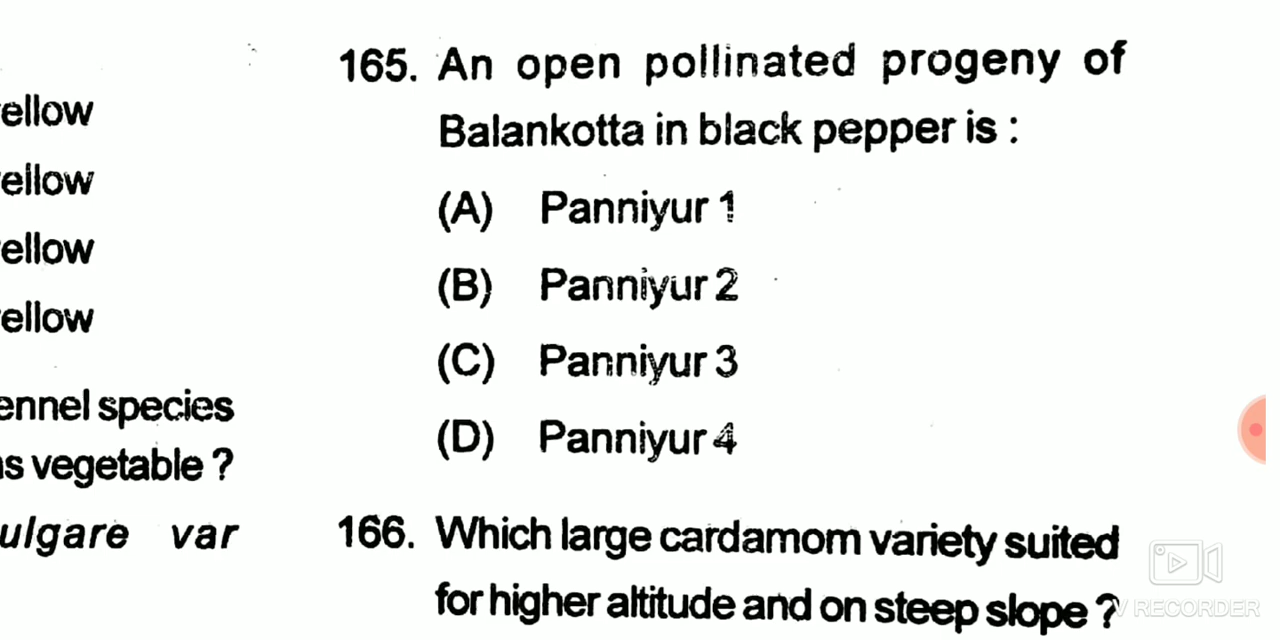 ellow
ellow
ellow
ellow
ennel species
as vegetable ?
ulgare var
165. An open pollinated progeny of
Balankotta in black pepper is :
(A) Panniyur 1
(B) Panniyur 2
(C) Panniyur 3
(D) Panniyur 4
166. Which large cardamom variety suited
for higher altitude and on steep slope ?
V RECORDER